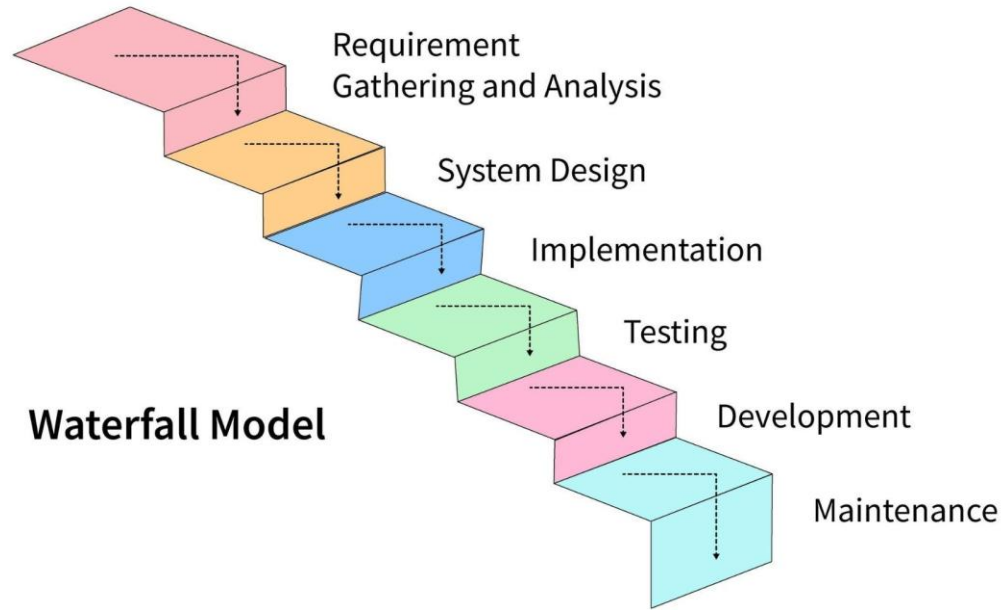 Requirement
Gathering and Analysis
System Design
Implementation
Testing
Waterfall Model
Development
Maintenance